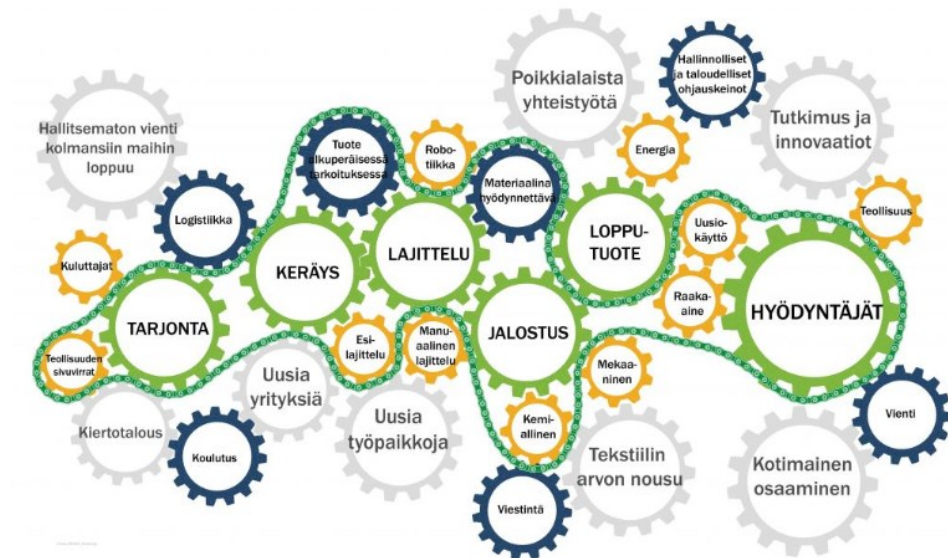 Hallitsematon vienti
kolmansiin maihin
loppuu
Poikkialaista
yhteistyötä
Hallinnolliset
ja taloudelliset
ohjauskeinot
Tutkimus ja
innovaatiot
Tuote
alkuperäisessä
tarkoituksessa
Robo-
tiikka
Materiaalina
hyödynnettävä
Energia
Logistiikka
Kuluttajat
KERÄYS
LAJITTELU
LOPPU-
TUOTE
Uusio-
käyttö
Teollisuus
TARJONTA
JALOSTUS
Raaka-
aine
HYÖDYNTÄJÄT
Teollisuuden
sivuvirrat
Esi-
lajittelu
Manu-
aalinen
lajittelu
Mekaa-
ninen
Kiertotalous
Uusia
yrityksiä
Uusia
työpaikkoja
Kemi-
allinen
Vienti
Koulutus
Viestintä
Tekstiilin
arvon nousu
Kotimainen
osaaminen